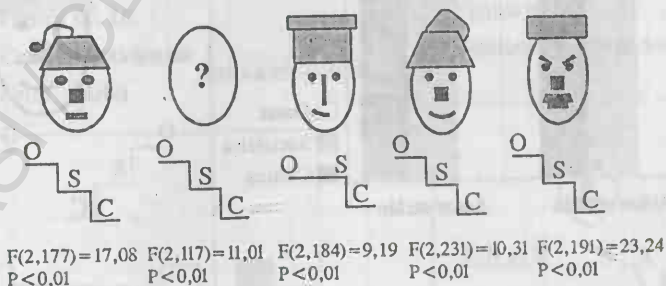 ?
O S C O S C O S C O S C O S C
F(2,177)=17,08 F(2,117)=11,01 F(2,184)=9,19 F(2,231)=10,31 F(2,191)=23,24
P<0,01 P<0,01 P<0,01 P<0,01 P<0,01